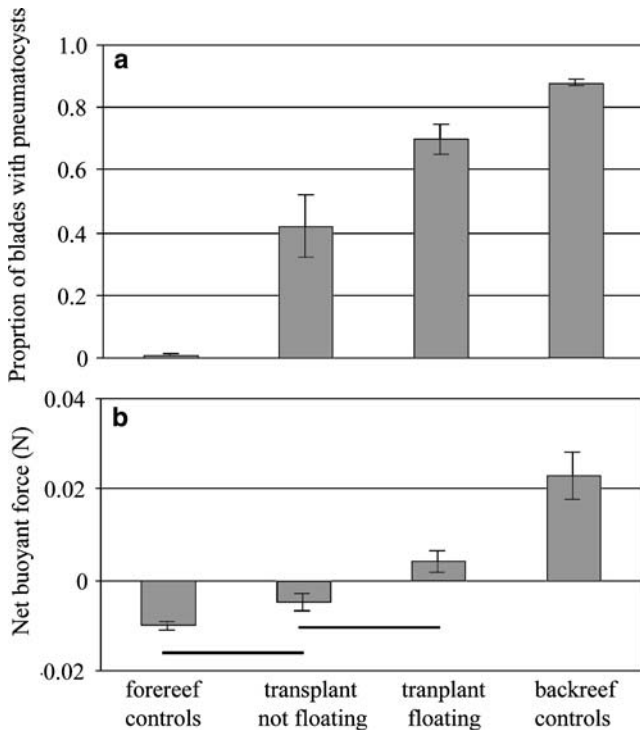 Proprtion of blades with pneumatocysts
1.0
a
0.8
0.6
0.4
0.2
0
Net buoyant force (N)
0.04
b
0.02
0
-0.02
forereef controls
transplant not floating
tranplant floating
backreef controls